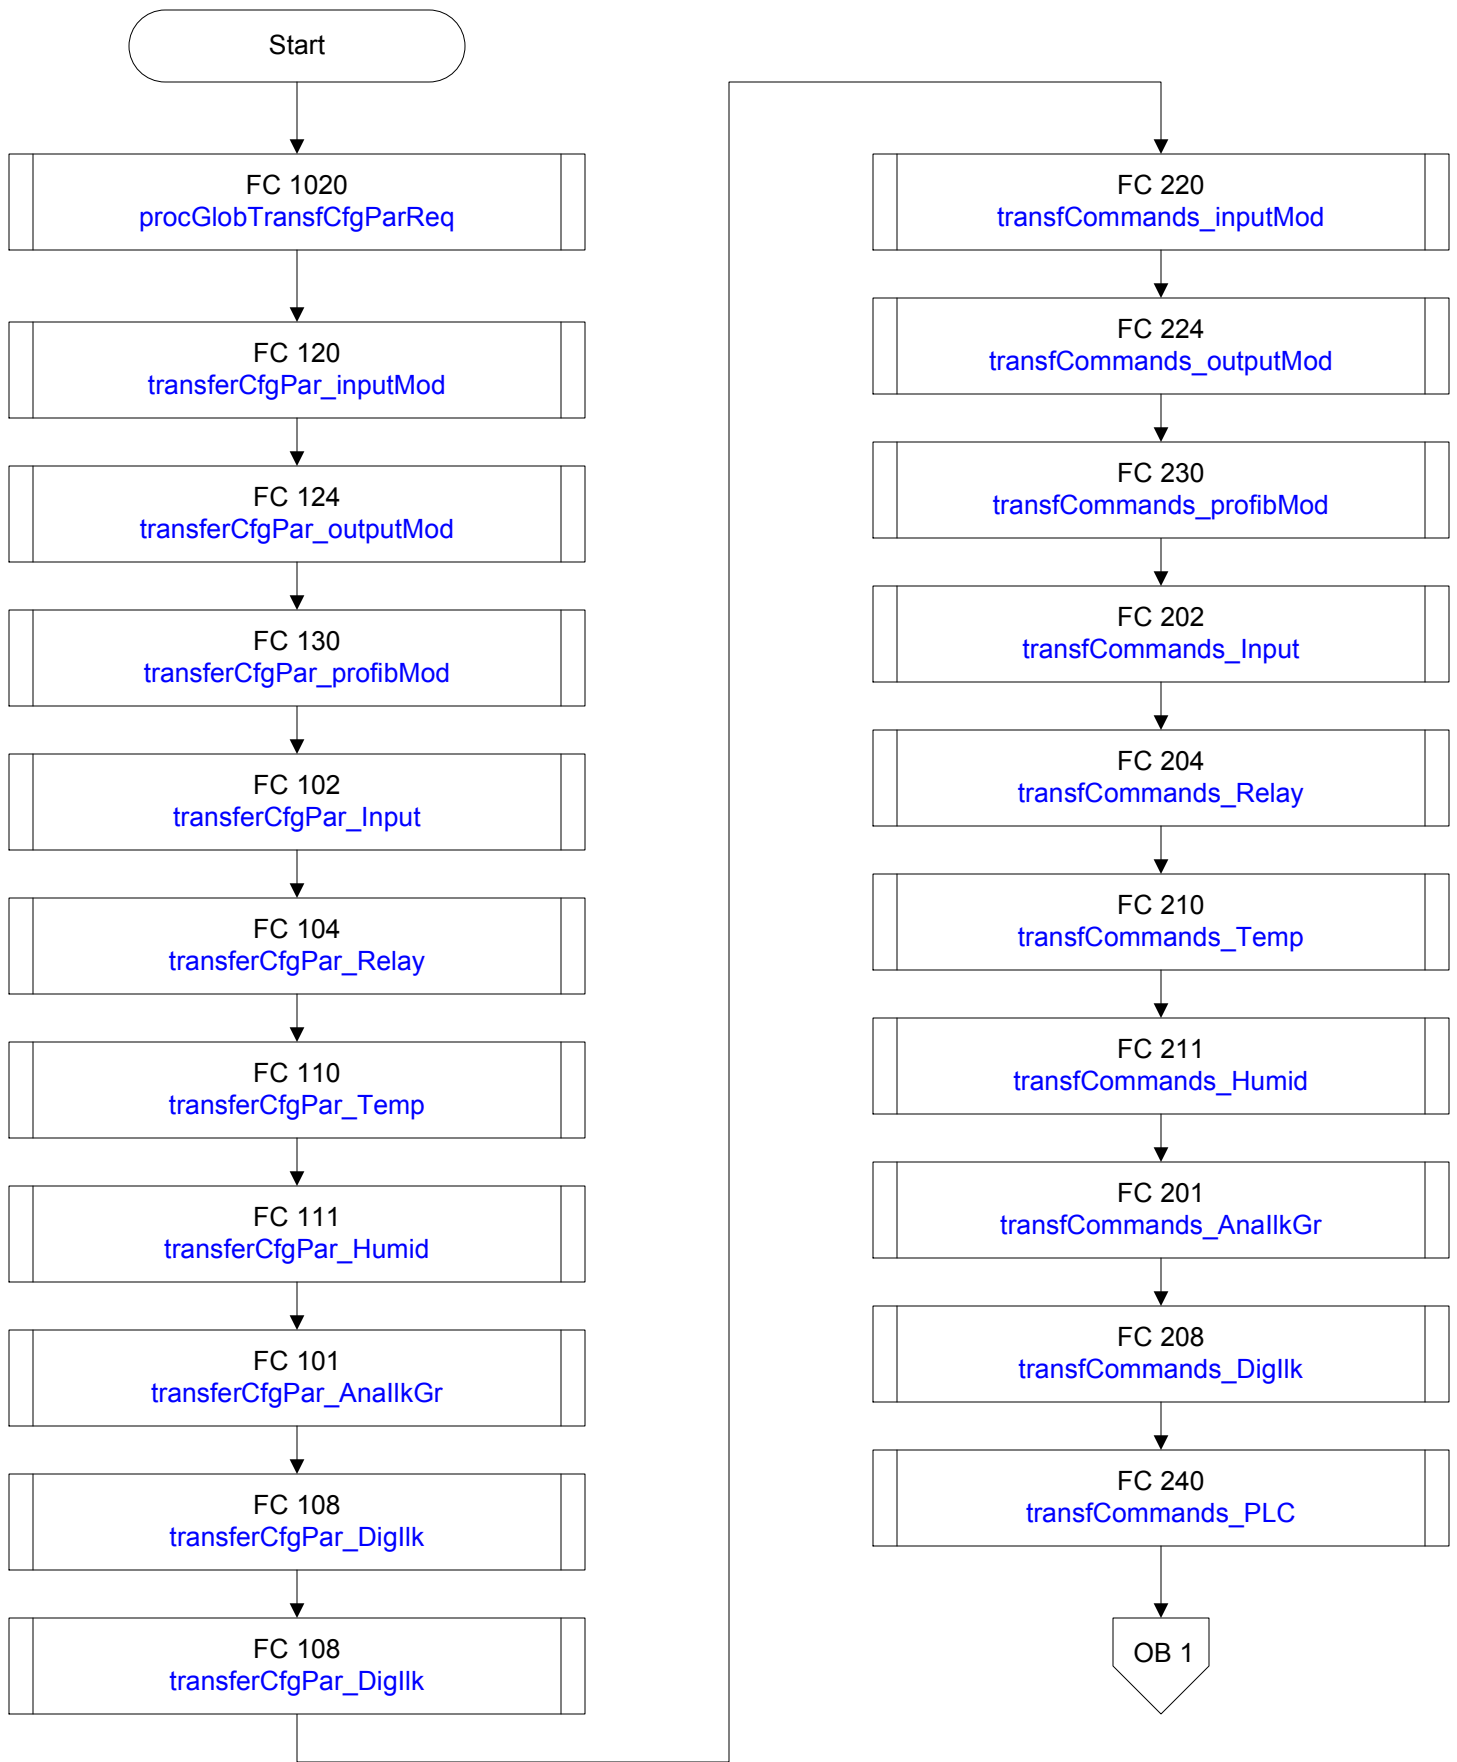 Start
FC 1020
procGlobTransfCfgParReq
FC 120
transferCfgPar_inputMod
FC 124
transferCfgPar_outputMod
FC 130
transferCfgPar_profibMod
FC 102
transferCfgPar_Input
FC 104
transferCfgPar_Relay
FC 110
transferCfgPar_Temp
FC 111
transferCfgPar_Humid
FC 101
transferCfgPar_AnaIlkGr
FC 108
transferCfgPar_DigIlk
FC 108
transferCfgPar_DigIlk
FC 220
transfCommands_inputMod
FC 224
transfCommands_outputMod
FC 230
transfCommands_profibMod
FC 202
transfCommands_Input
FC 204
transfCommands_Relay
FC 210
transfCommands_Temp
FC 211
transfCommands_Humid
FC 201
transfCommands_AnaIlkGr
FC 208
transfCommands_DigIlk
FC 240
transfCommands_PLC
OB 1